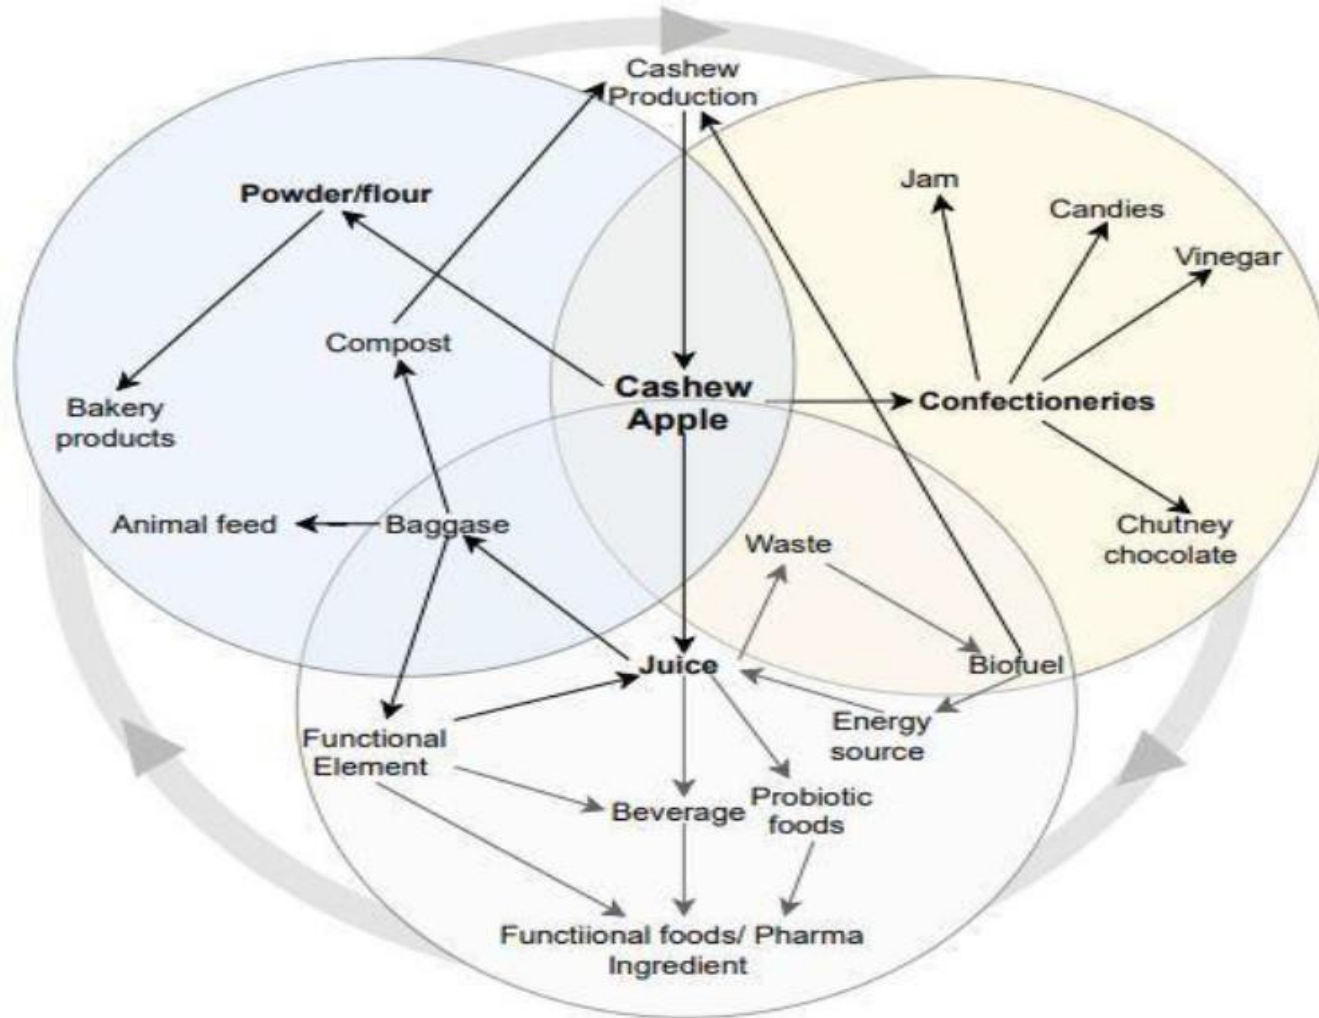 Cashew
Production
Jam
Powder/flour
Candies
Vinegar
Compost
Cashew
Apple
Confectioneries
Bakery
products
Animal feed
Baggase
Waste
Chutney
chocolate
Juice
Biofuel
Energy
source
Functional
Element
Beverage
Probiotic
foods
Functiional foods/ Pharma
Ingredient